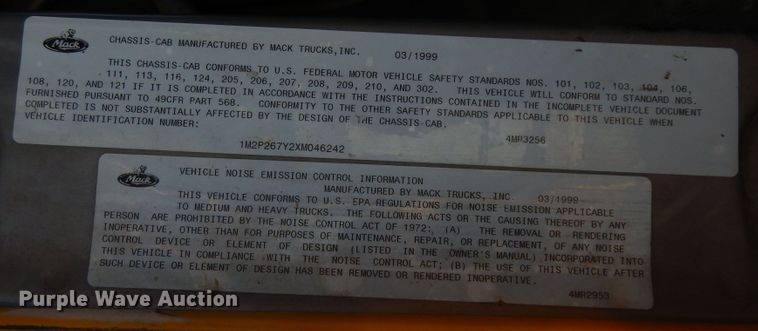 Mack
CHASSIS-CAB MANUFACTURED BY MACK TRUCKS,INC. 03/1999
THIS CHASSIS-CAB CONFORMS TO U.S. FEDERAL MOTOR VEHICLE SAFETY STANDARDS NOS. 101, 102, 103, 104, 106,
111, 113, 116, 124, 205, 206, 207, 208, 209, 210, AND 302. THIS VEHICLE WILL CONFORM TO STANDARD NOS.
108, 120, AND 121 IF IT IS COMPLETED IN ACCORDANCE WITH THE INSTRUCTIONS CONTAINED IN THE INCOMPLETE VEHICLE DOCUMENT
FURNISHED PURSUANT TO 49CFR PART 568. CONFORMITY TO THE OTHER SAFETY STANDARDS APPLICABLE TO THIS VEHICLE WHEN
COMPLETED IS NOT SUBSTANTIALLY AFFECTED BY THE DESIGN OF THE CHASSIS-CAB.
VEHICLE IDENTIFICATION NUMBER: 4MR3256
1M2P267Y2XM046242
Mack
VEHICLE NOISE EMISSION CONTROL INFORMATION
MANUFACTURED BY MACK TRUCKS, INC. 03/1999
THIS VEHICLE CONFORMS TO U.S. EPA REGULATIONS FOR NOISE EMISSION APPLICABLE
TO MEDIUM AND HEAVY TRUCKS. THE FOLLOWING ACTS OR THE CAUSING THEREOF BY ANY
PERSON ARE PROHIBITED BY THE NOISE CONTROL ACT OF 1972: (A) THE REMOVAL OR RENDERING
INOPERATIVE, OTHER THAN FOR PURPOSES OF MAINTENANCE, REPAIR, OR REPLACEMENT, OF ANY NOISE
CONTROL DEVICE OR ELEMENT OF DESIGN (LISTED IN THE OWNER'S MANUAL) INCORPORATED INTO
THIS VEHICLE IN COMPLIANCE WITH THE NOISE CONTROL ACT; (B) THE USE OF THIS VEHICLE AFTER
SUCH DEVICE OR ELEMENT OF DESIGN HAS BEEN REMOVED OR RENDERED INOPERATIVE.
4MR2953
Purple Wave Auction